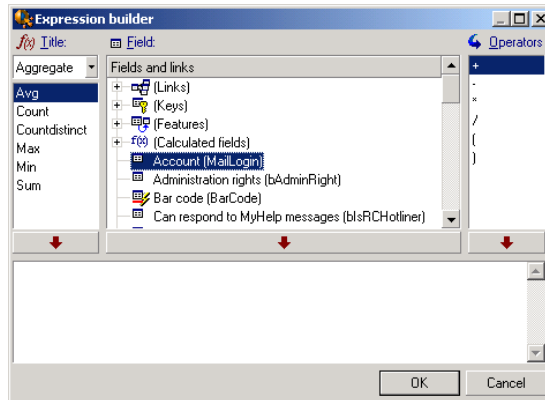 Expression builder
f(x) Title:
Field:
Operators
Aggregate
Fields and links
+
Avg
(Links)
-
Count
(Keys)
*
Countdistinct
(Features)
/
Max
f(x) (Calculated fields)
(
Min
Account (MailLogin)
)
Sum
Administration rights (bAdminRight)
Bar code (BarCode)
Can respond to MyHelp messages (bIsRCHotliner)
OK
Cancel